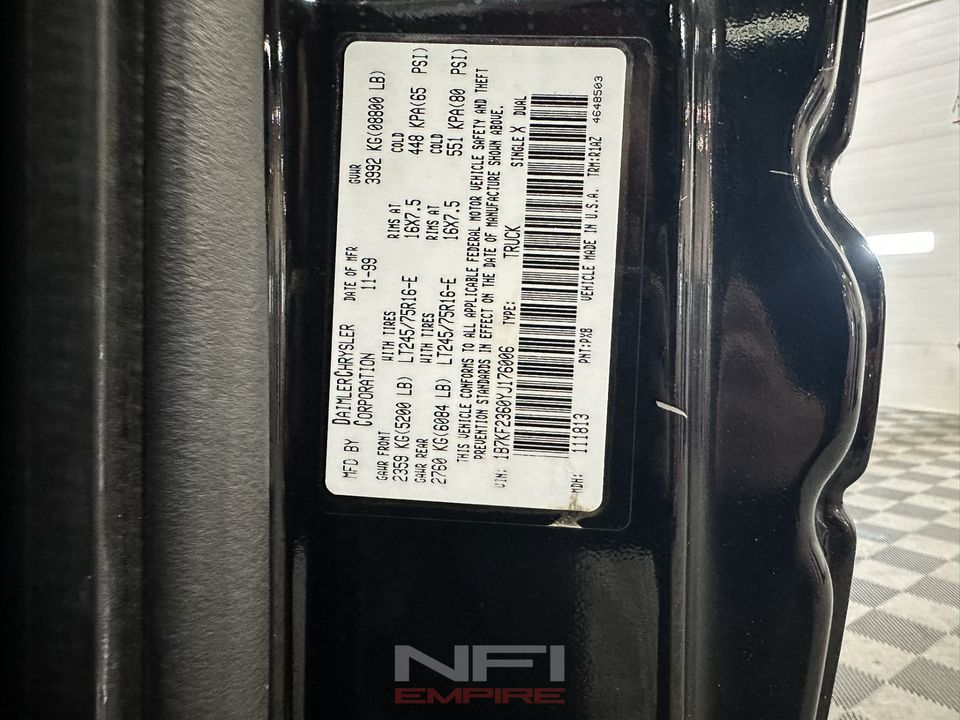 MFD BY DAIMLERCHRYSLER CORPORATION DATE OF MFR 11-99 GVWR 3992 KG(08800 LB)
GAWR FRONT WITH TIRES RIMS AT COLD
2359 KG(5200 LB) LT245/75R16-E 16X7.5 448 KPA(65 PSI)
GAWR REAR WITH TIRES RIMS AT COLD
2760 KG(6084 LB) LT245/75R16-E 16X7.5 551 KPA(80 PSI)
THIS VEHICLE CONFORMS TO ALL APPLICABLE FEDERAL MOTOR VEHICLE SAFETY AND THEFT
PREVENTION STANDARDS IN EFFECT ON THE DATE OF MANUFACTURE SHOWN ABOVE.
VIN: 1B7KF2360YJ176006 TYPE: TRUCK SINGLE X DUAL
MDH: 111813 PNT:PX8 VEHICLE MADE IN U.S.A. TRM:R1AZ 4648503
NFI
EMPIRE